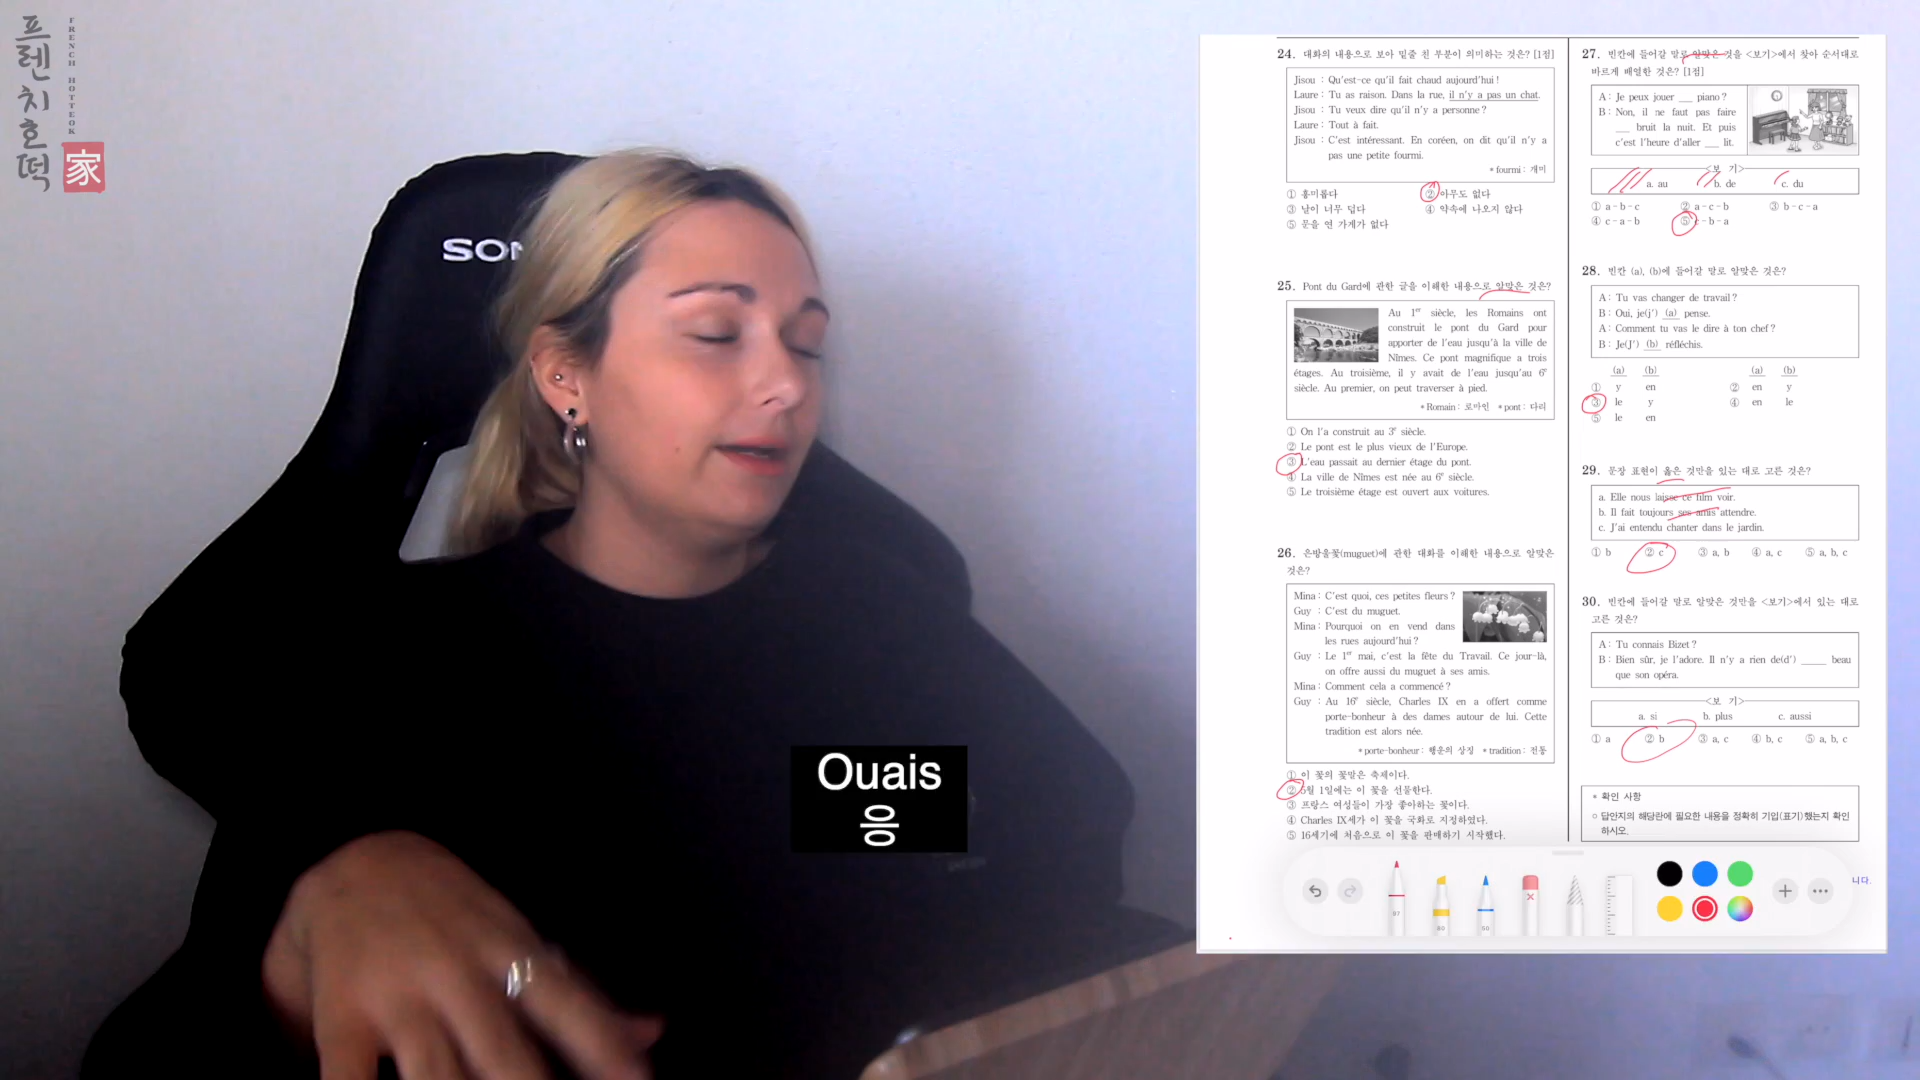 프렌치호떡
FRENCH HOTTEOK
家
SON
Ouais
응
24. 대화의 내용으로 보아 밑줄 친 부분이 의미하는 것은? [1점]
Jisou : Qu'est-ce qu'il fait chaud aujourd'hui !
Laure : Tu as raison. Dans la rue, il n'y a pas un chat.
Jisou : Tu veux dire qu'il n'y a personne ?
Laure : Tout à fait.
Jisou : C'est intéressant. En coréen, on dit qu'il n'y a
pas une petite fourmi.
* fourmi : 개미
① 흥미롭다 ② 아무도 없다
③ 날이 너무 덥다 ④ 약속에 나오지 않다
⑤ 문을 연 가게가 없다
25. Pont du Gard에 관한 글을 이해한 내용으로 알맞은 것은?
Au 1er siècle, les Romains ont
construit le pont du Gard pour
apporter de l'eau jusqu'à la ville de
Nîmes. Ce pont magnifique a trois
étages. Au troisième, il y avait de l'eau jusqu'au 6e
siècle. Au premier, on peut traverser à pied.
* Romain : 로마인 * pont : 다리
① On l'a construit au 3e siècle.
② Le pont est le plus vieux de l'Europe.
③ L'eau passait au dernier étage du pont.
④ La ville de Nîmes est née au 6e siècle.
⑤ Le troisième étage est ouvert aux voitures.
26. 은방울꽃(muguet)에 관한 대화를 이해한 내용으로 알맞은
것은?
Mina : C'est quoi, ces petites fleurs ?
Guy : C'est du muguet.
Mina : Pourquoi on en vend dans
les rues aujourd'hui ?
Guy : Le 1er mai, c'est la fête du Travail. Ce jour-là,
on offre aussi du muguet à ses amis.
Mina : Comment cela a commencé ?
Guy : Au 16e siècle, Charles IX en a offert comme
porte-bonheur à des dames autour de lui. Cette
tradition est alors née.
* porte-bonheur : 행운의 상징 * tradition : 전통
① 이 꽃의 꽃말은 축제이다.
② 5월 1일에는 이 꽃을 선물한다.
③ 프랑스 여성들이 가장 좋아하는 꽃이다.
④ Charles IX세가 이 꽃을 국화로 지정하였다.
⑤ 16세기에 처음으로 이 꽃을 판매하기 시작했다.
27. 빈칸에 들어갈 말로 알맞은 것을 <보기>에서 찾아 순서대로
바르게 배열한 것은? [1점]
A : Je peux jouer ___ piano ?
B : Non, il ne faut pas faire
___ bruit la nuit. Et puis
c'est l'heure d'aller ___ lit.
<보 기>
a. au b. de c. du
① a-b-c ② a-c-b ③ b-c-a
④ c-a-b ⑤ c-b-a
28. 빈칸 (a), (b)에 들어갈 말로 알맞은 것은?
A : Tu vas changer de travail ?
B : Oui, je(j') (a) pense.
A : Comment tu vas le dire à ton chef ?
B : Je(J') (b) réfléchis.
(a) (b) (a) (b)
① y en ② en y
③ le y ④ en le
⑤ le en
29. 문장 표현이 옳은 것만을 있는 대로 고른 것은?
a. Elle nous laisse ce film voir.
b. Il fait toujours ses amis attendre.
c. J'ai entendu chanter dans le jardin.
① b ② c ③ a, b ④ a, c ⑤ a, b, c
30. 빈칸에 들어갈 말로 알맞은 것만을 <보기>에서 있는 대로
고른 것은?
A : Tu connais Bizet ?
B : Bien sûr, je l'adore. Il n'y a rien de(d') _____ beau
que son opéra.
<보 기>
a. si b. plus c. aussi
① a ② b ③ a, c ④ b, c ⑤ a, b, c
* 확인 사항
○ 답안지의 해당란에 필요한 내용을 정확히 기입(표기)했는지 확인
하시오.
니다.
97
80
50